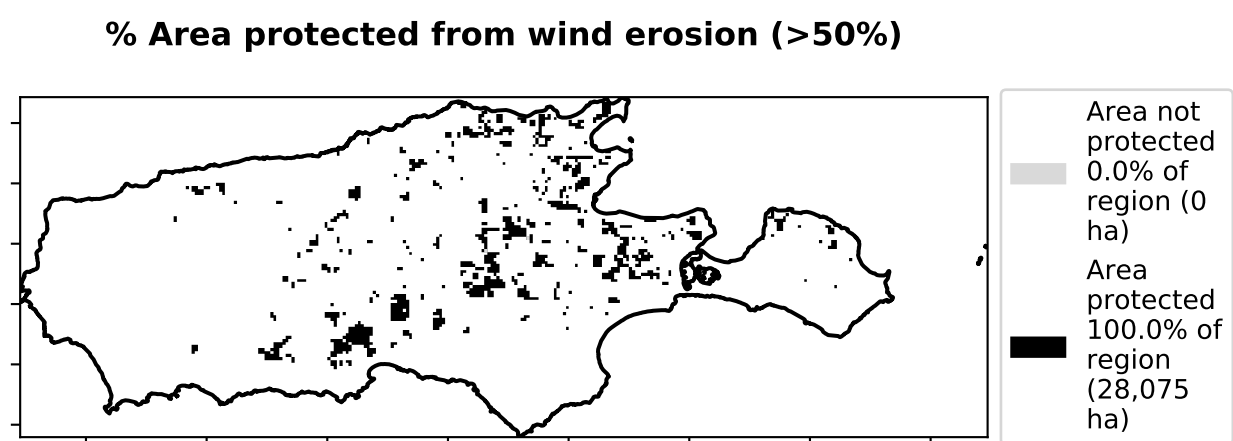 % Area protected from wind erosion (>50%)
Area not
protected
0.0% of
region (0
ha)
Area
protected
100.0% of
region
(28,075
ha)